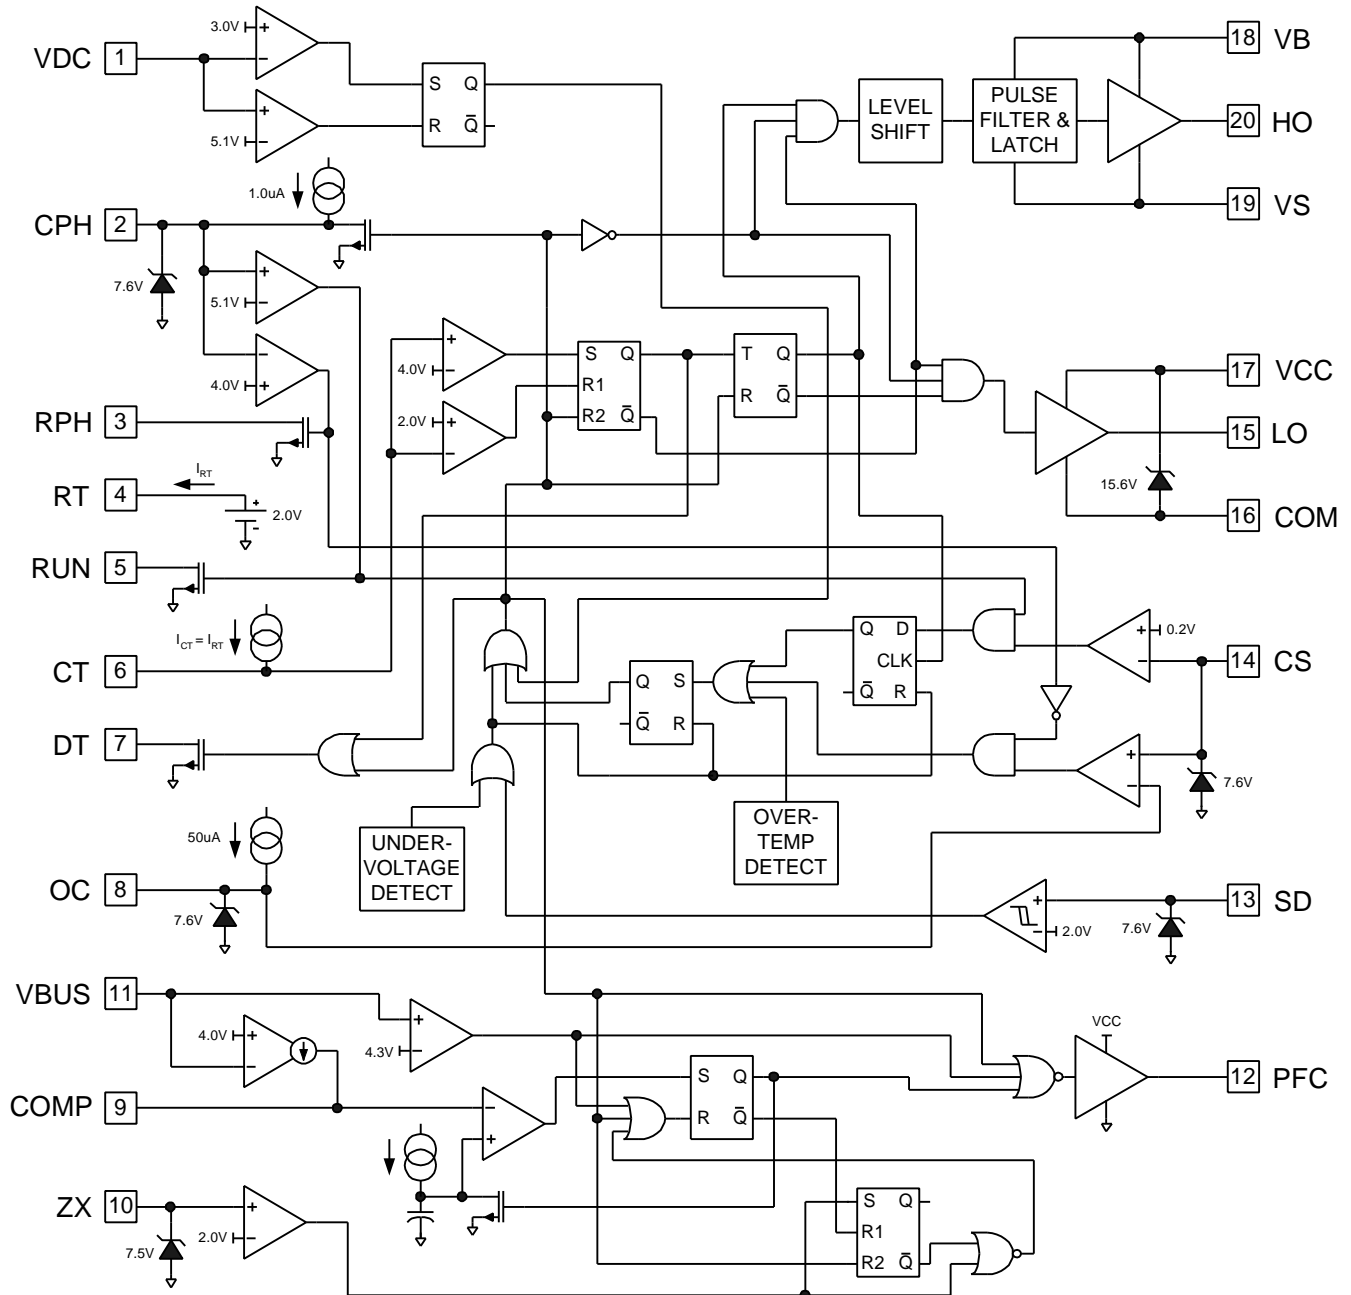 3.0V
VDC 1
5.1V
S Q
R Q̅
LEVEL
SHIFT
PULSE
FILTER &
LATCH
18 VB
20 HO
19 VS
1.0uA
CPH 2
7.6V
5.1V
4.0V
RPH 3
4.0V
2.0V
S Q
R1
R2 Q̅
T Q
R Q̅
17 VCC
15 LO
15.6V
16 COM
I_RT
RT 4
2.0V
RUN 5
I_CT = I_RT
CT 6
Q D
CLK
Q̅ R
0.2V
14 CS
Q S
Q̅ R
DT 7
7.6V
UNDER-
VOLTAGE
DETECT
OVER-
TEMP
DETECT
50uA
OC 8
7.6V
13 SD
2.0V
7.6V
VBUS 11
4.0V
4.3V
VCC
12 PFC
COMP 9
S Q
R Q̅
ZX 10
7.5V
2.0V
S Q
R1
R2 Q̅